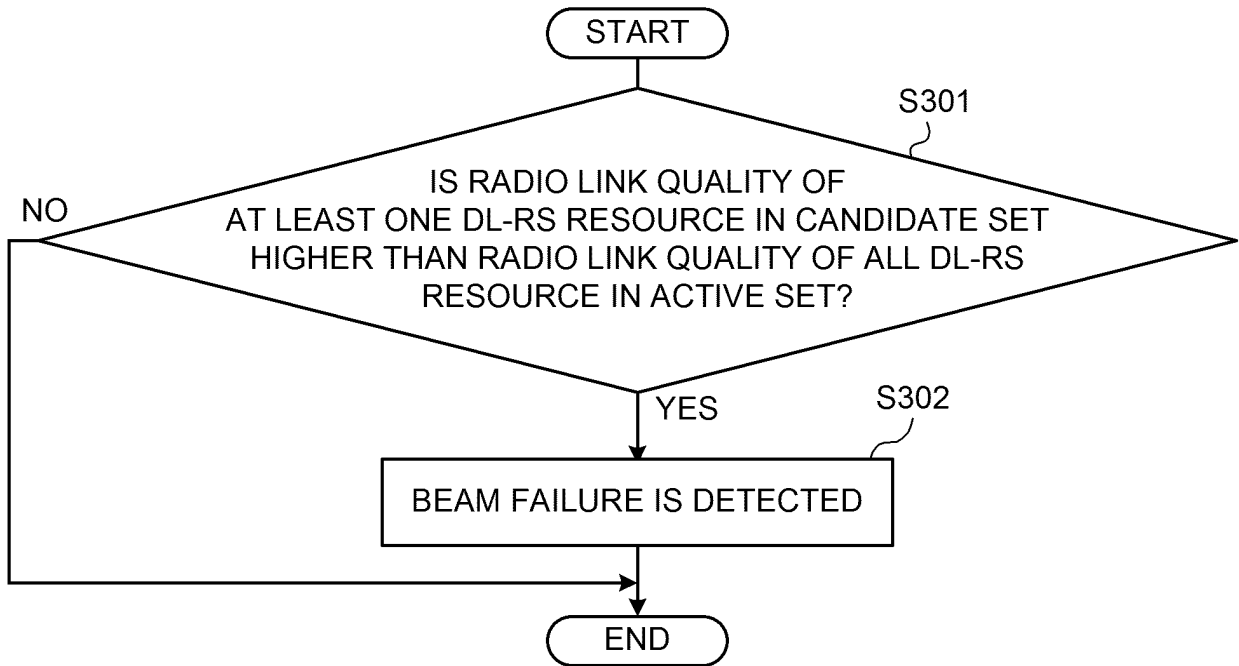 START
S301
IS RADIO LINK QUALITY OF
AT LEAST ONE DL-RS RESOURCE IN CANDIDATE SET
HIGHER THAN RADIO LINK QUALITY OF ALL DL-RS
RESOURCE IN ACTIVE SET?
NO
YES
S302
BEAM FAILURE IS DETECTED
END